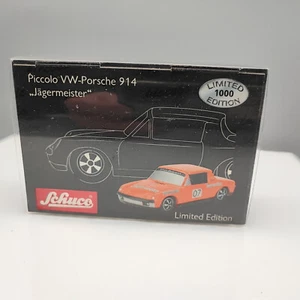 Piccolo VW-Porsche 914
„Jägermeister“
LIMITED
1000
EDITION
Schuco
Limited Edition